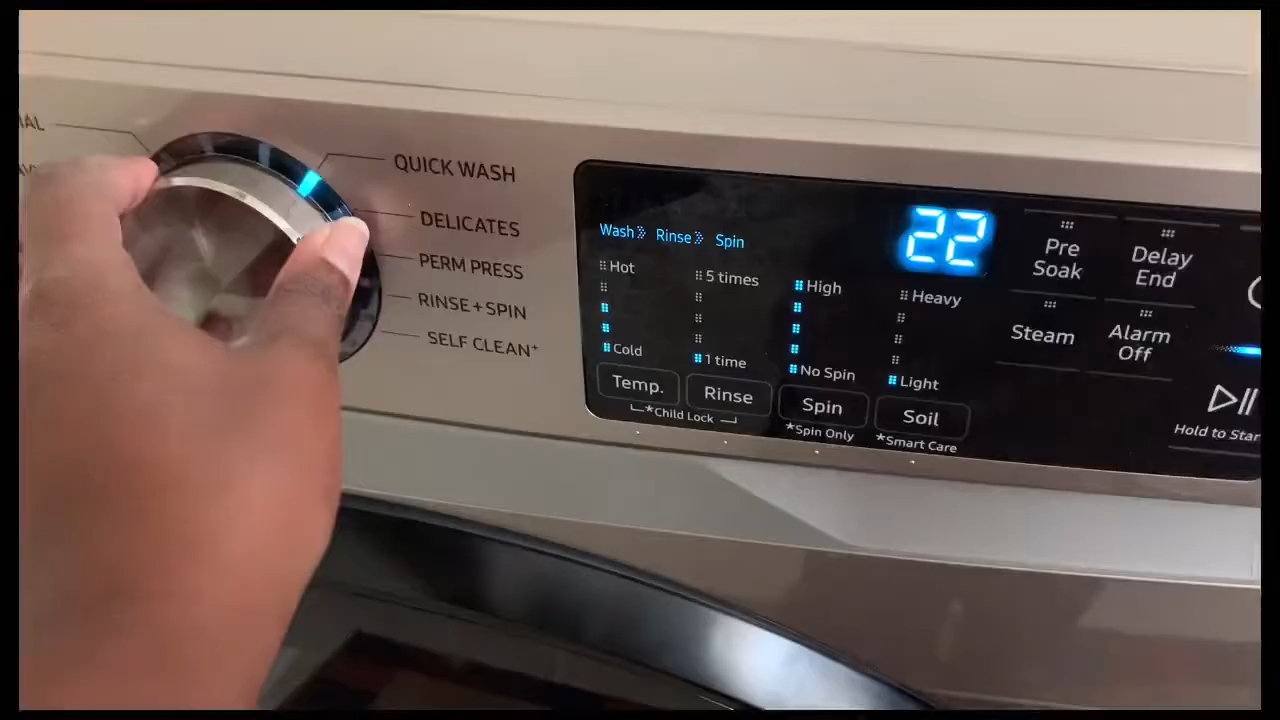 QUICK WASH
DELICATES
PERM PRESS
RINSE+SPIN
SELF CLEAN+
Wash Rinse Spin
22
Hot
5 times
High
Heavy
Cold
1 time
No Spin
Light
Temp.
Rinse
Spin
Soil
*Child Lock
*Spin Only
*Smart Care
Pre
Soak
Delay
End
Steam
Alarm
Off
Hold to Star